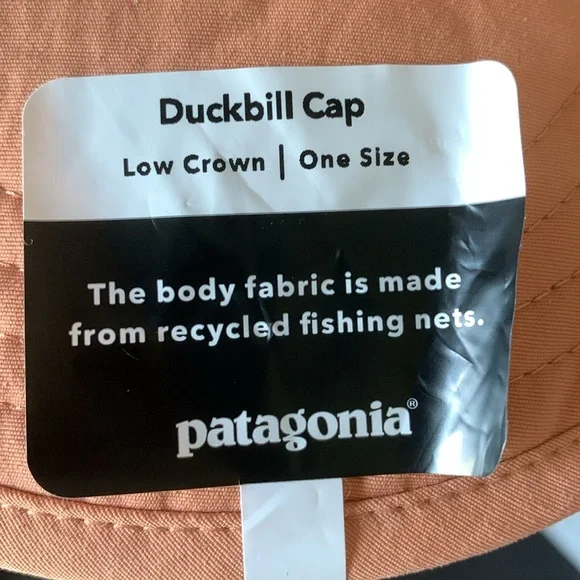 Duckbill Cap
Low Crown | One Size
The body fabric is made
from recycled fishing nets.
patagonia®